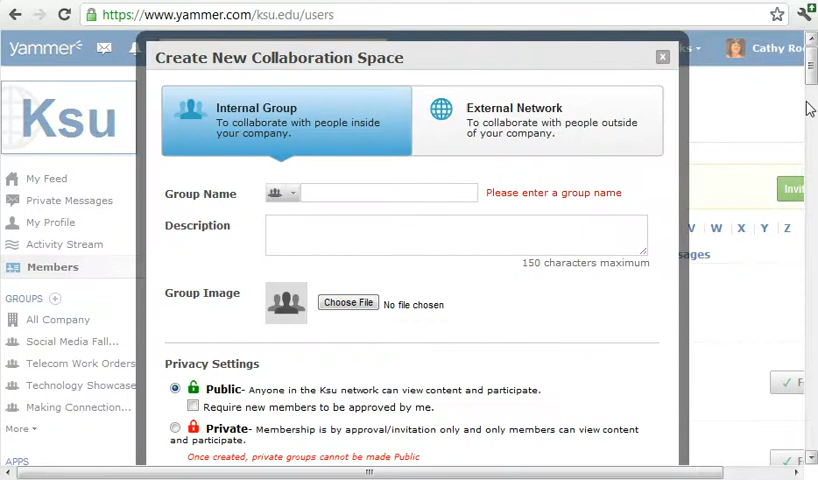 https://www.yammer.com/ksu.edu/users
yammer
Create New Collaboration Space
x
Cathy
Ksu
Internal Group
To collaborate with people inside
your company.
External Network
To collaborate with people outside
of your company.
My Feed
Private Messages
My Profile
Activity Stream
Members
GROUPS
All Company
Social Media Fall...
Telecom Work Orders
Technology Showcase
Making Connection...
More
APPS
Group Name
Please enter a group name
Description
150 characters maximum
Group Image
Choose File No file chosen
Privacy Settings
Public- Anyone in the Ksu network can view content and participate.
Require new members to be approved by me.
Private- Membership is by approval/invitation only and only members can view content
and participate.
Once created, private groups cannot be made Public
V W X Y Z